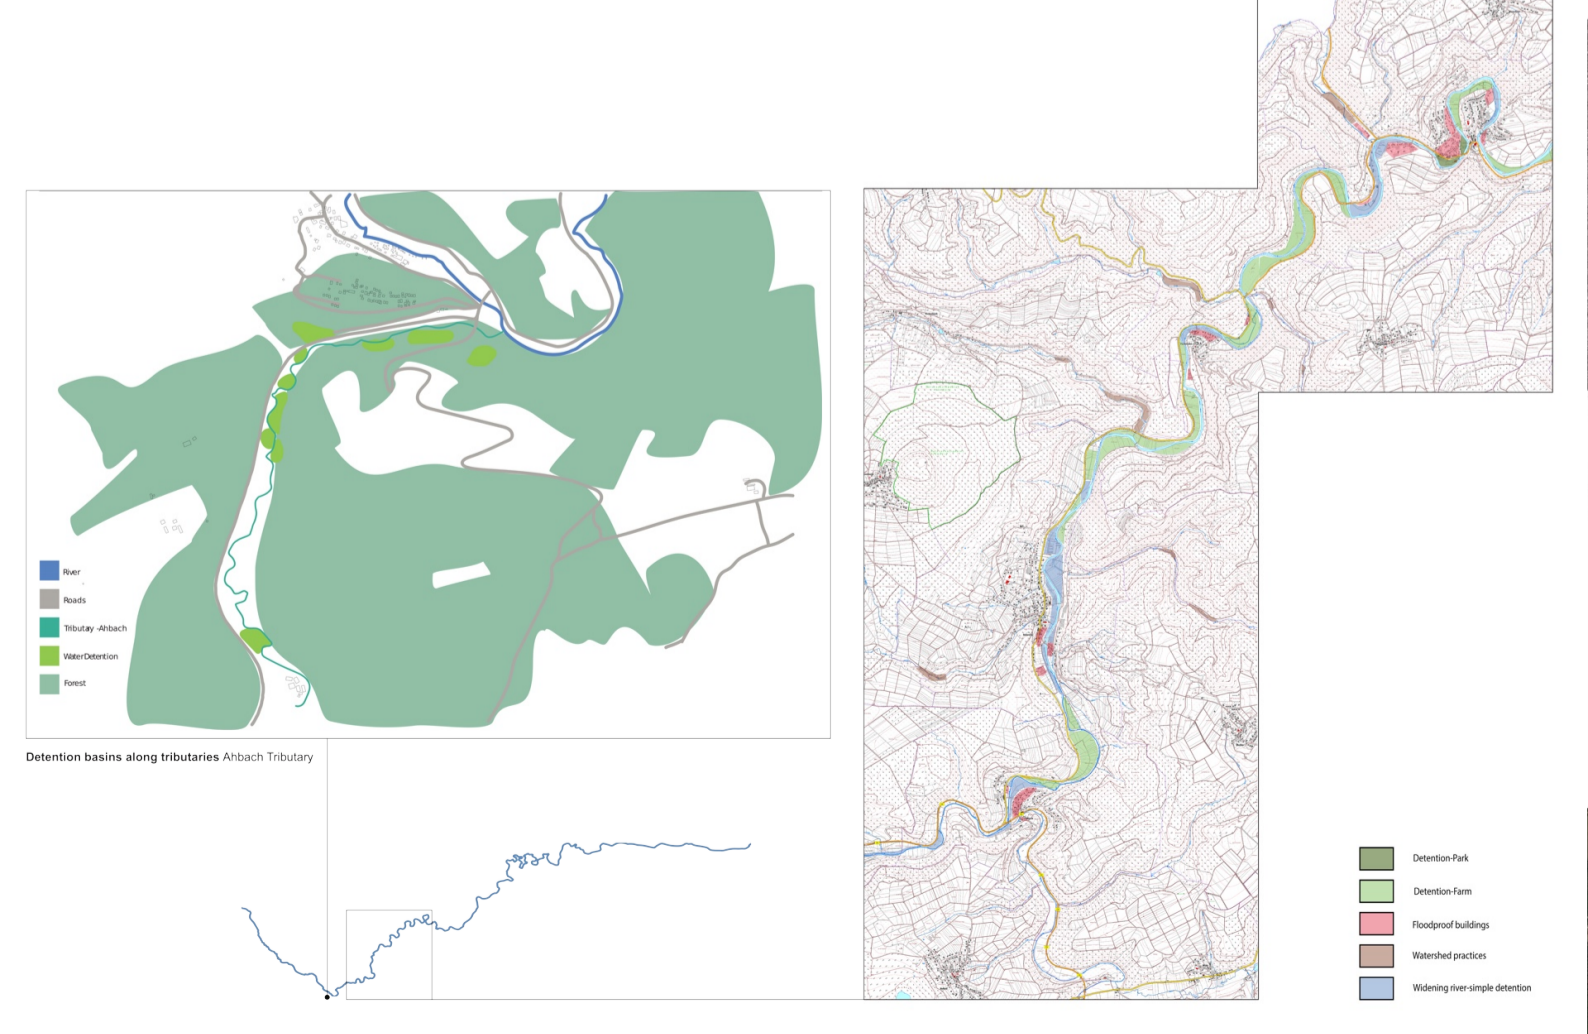 River
Roads
Tributay -Ahbach
WaterDetention
Forest
Detention basins along tributaries Ahbach Tributary
Detention-Park
Detention-Farm
Floodproof buildings
Watershed practices
Widening river-simple detention